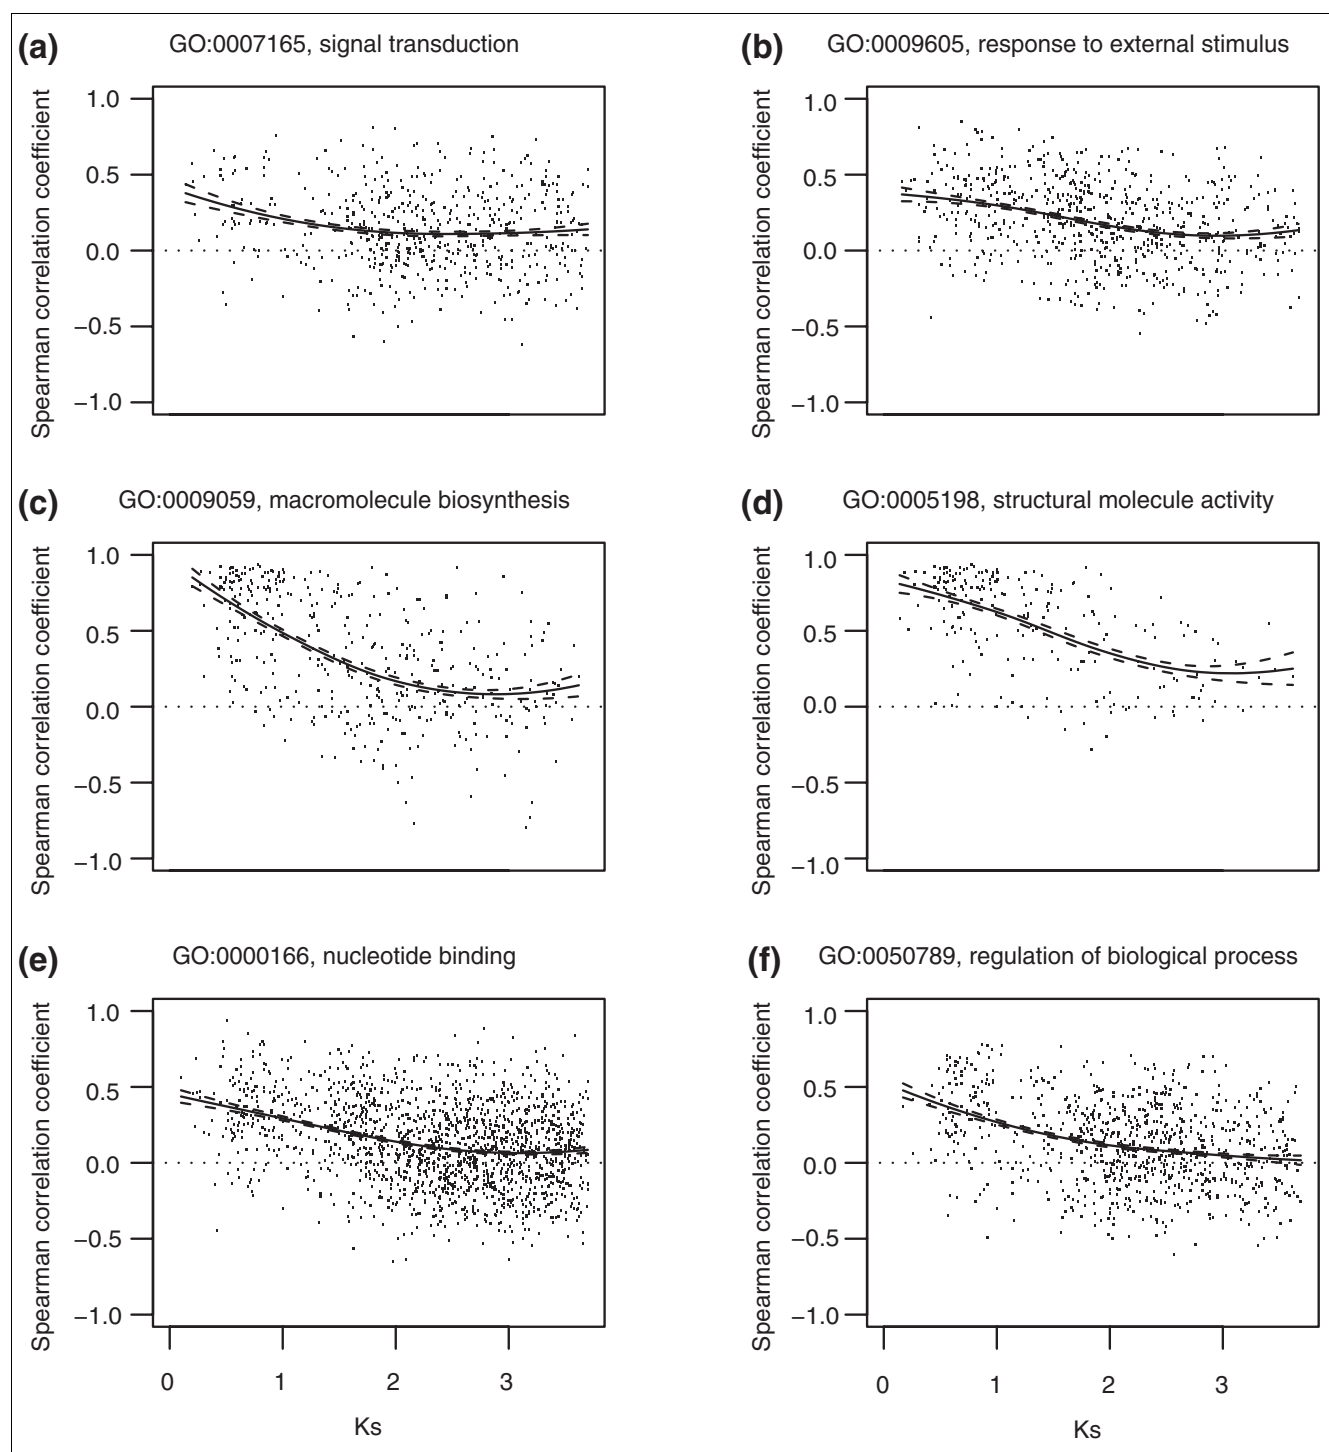 (a) GO:0007165, signal transduction
Spearman correlation coefficient
1.0
0.5
0.0
−0.5
−1.0
(b) GO:0009605, response to external stimulus
Spearman correlation coefficient
1.0
0.5
0.0
−0.5
−1.0
(c) GO:0009059, macromolecule biosynthesis
Spearman correlation coefficient
1.0
0.5
0.0
−0.5
−1.0
(d) GO:0005198, structural molecule activity
Spearman correlation coefficient
1.0
0.5
0.0
−0.5
−1.0
(e) GO:0000166, nucleotide binding
Spearman correlation coefficient
1.0
0.5
0.0
−0.5
−1.0
0 1 2 3
Ks
(f) GO:0050789, regulation of biological process
Spearman correlation coefficient
1.0
0.5
0.0
−0.5
−1.0
0 1 2 3
Ks